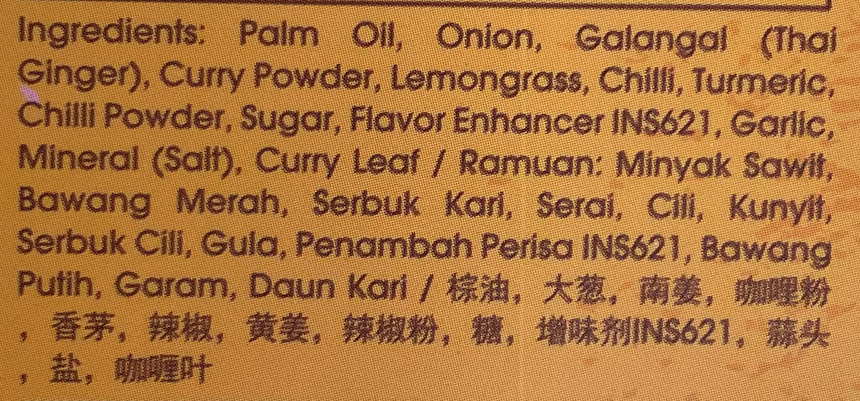 Ingredients: Palm Oil, Onion, Galangal (Thai
Ginger), Curry Powder, Lemongrass, Chilli, Turmeric,
Chilli Powder, Sugar, Flavor Enhancer INS621, Garlic,
Mineral (Salt), Curry Leaf / Ramuan: Minyak Sawit,
Bawang Merah, Serbuk Kari, Serai, Cili, Kunyit,
Serbuk Cili, Gula, Penambah Perisa INS621, Bawang
Putih, Garam, Daun Kari / 棕油，大葱，南姜，咖喱粉
，香茅，辣椒，黄姜，辣椒粉，糖，增味剂INS621，蒜头
，盐，咖喱叶